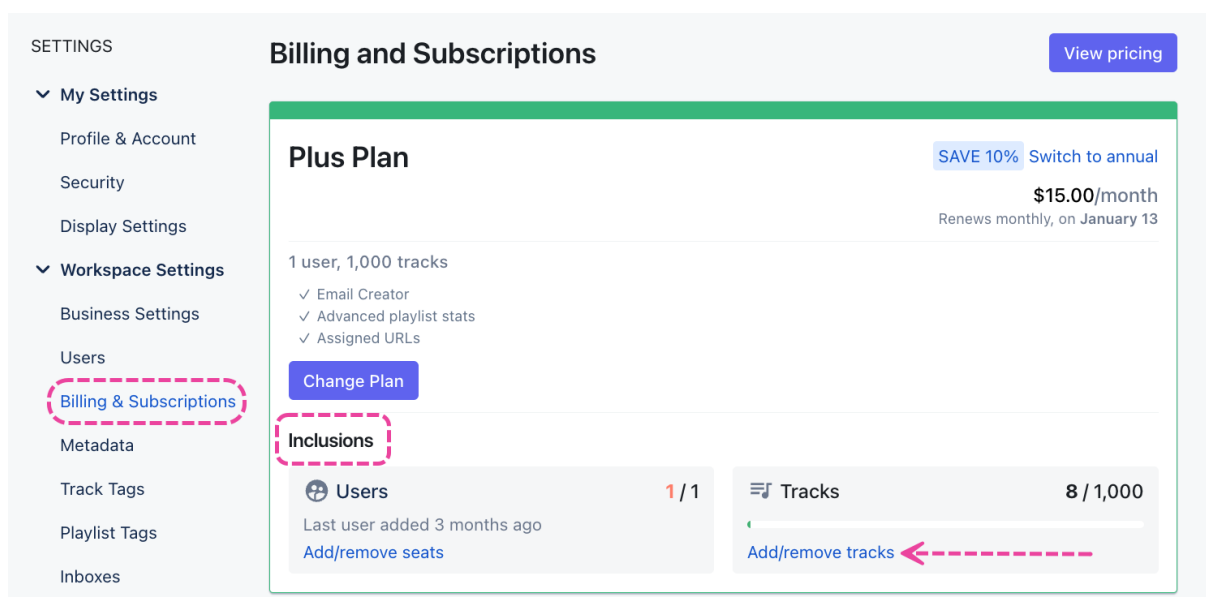 SETTINGS
My Settings
Profile & Account
Security
Display Settings
Workspace Settings
Business Settings
Users
Billing & Subscriptions
Metadata
Track Tags
Playlist Tags
Inboxes
Billing and Subscriptions
View pricing
Plus Plan
SAVE 10% Switch to annual
$15.00/month
Renews monthly, on January 13
1 user, 1,000 tracks
Email Creator
Advanced playlist stats
Assigned URLs
Change Plan
Inclusions
Users 1 / 1
Last user added 3 months ago
Add/remove seats
Tracks 8 / 1,000
Add/remove tracks